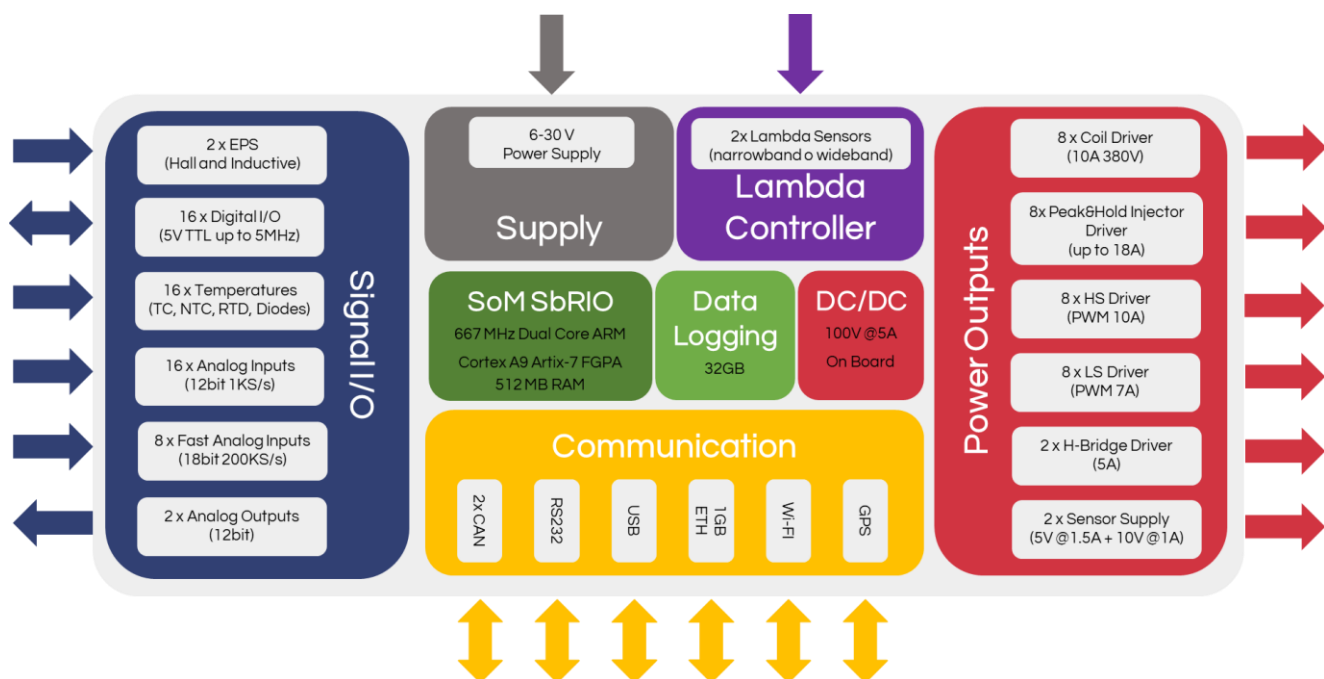 2 x EPS
(Hall and Inductive)
16 x Digital I/O
(5V TTL up to 5MHz)
16 x Temperatures
(TC, NTC, RTD, Diodes)
16 x Analog Inputs
(12bit 1KS/s)
8 x Fast Analog Inputs
(18bit 200KS/s)
2 x Analog Outputs
(12bit)
Signal I/O
6-30 V
Power Supply
Supply
2x Lambda Sensors
(narrowband o wideband)
Lambda
Controller
SoM SbRIO
667 MHz Dual Core ARM
Cortex A9 Artix-7 FGPA
512 MB RAM
Data
Logging
32GB
DC/DC
100V @5A
On Board
Communication
2x CAN
RS232
USB
1GB
ETH
Wi-FI
GPS
Power Outputs
8 x Coil Driver
(10A 380V)
8x Peak&Hold Injector
Driver
(up to 18A)
8 x HS Driver
(PWM 10A)
8 x LS Driver
(PWM 7A)
2 x H-Bridge Driver
(5A)
2 x Sensor Supply
(5V @1.5A + 10V @1A)